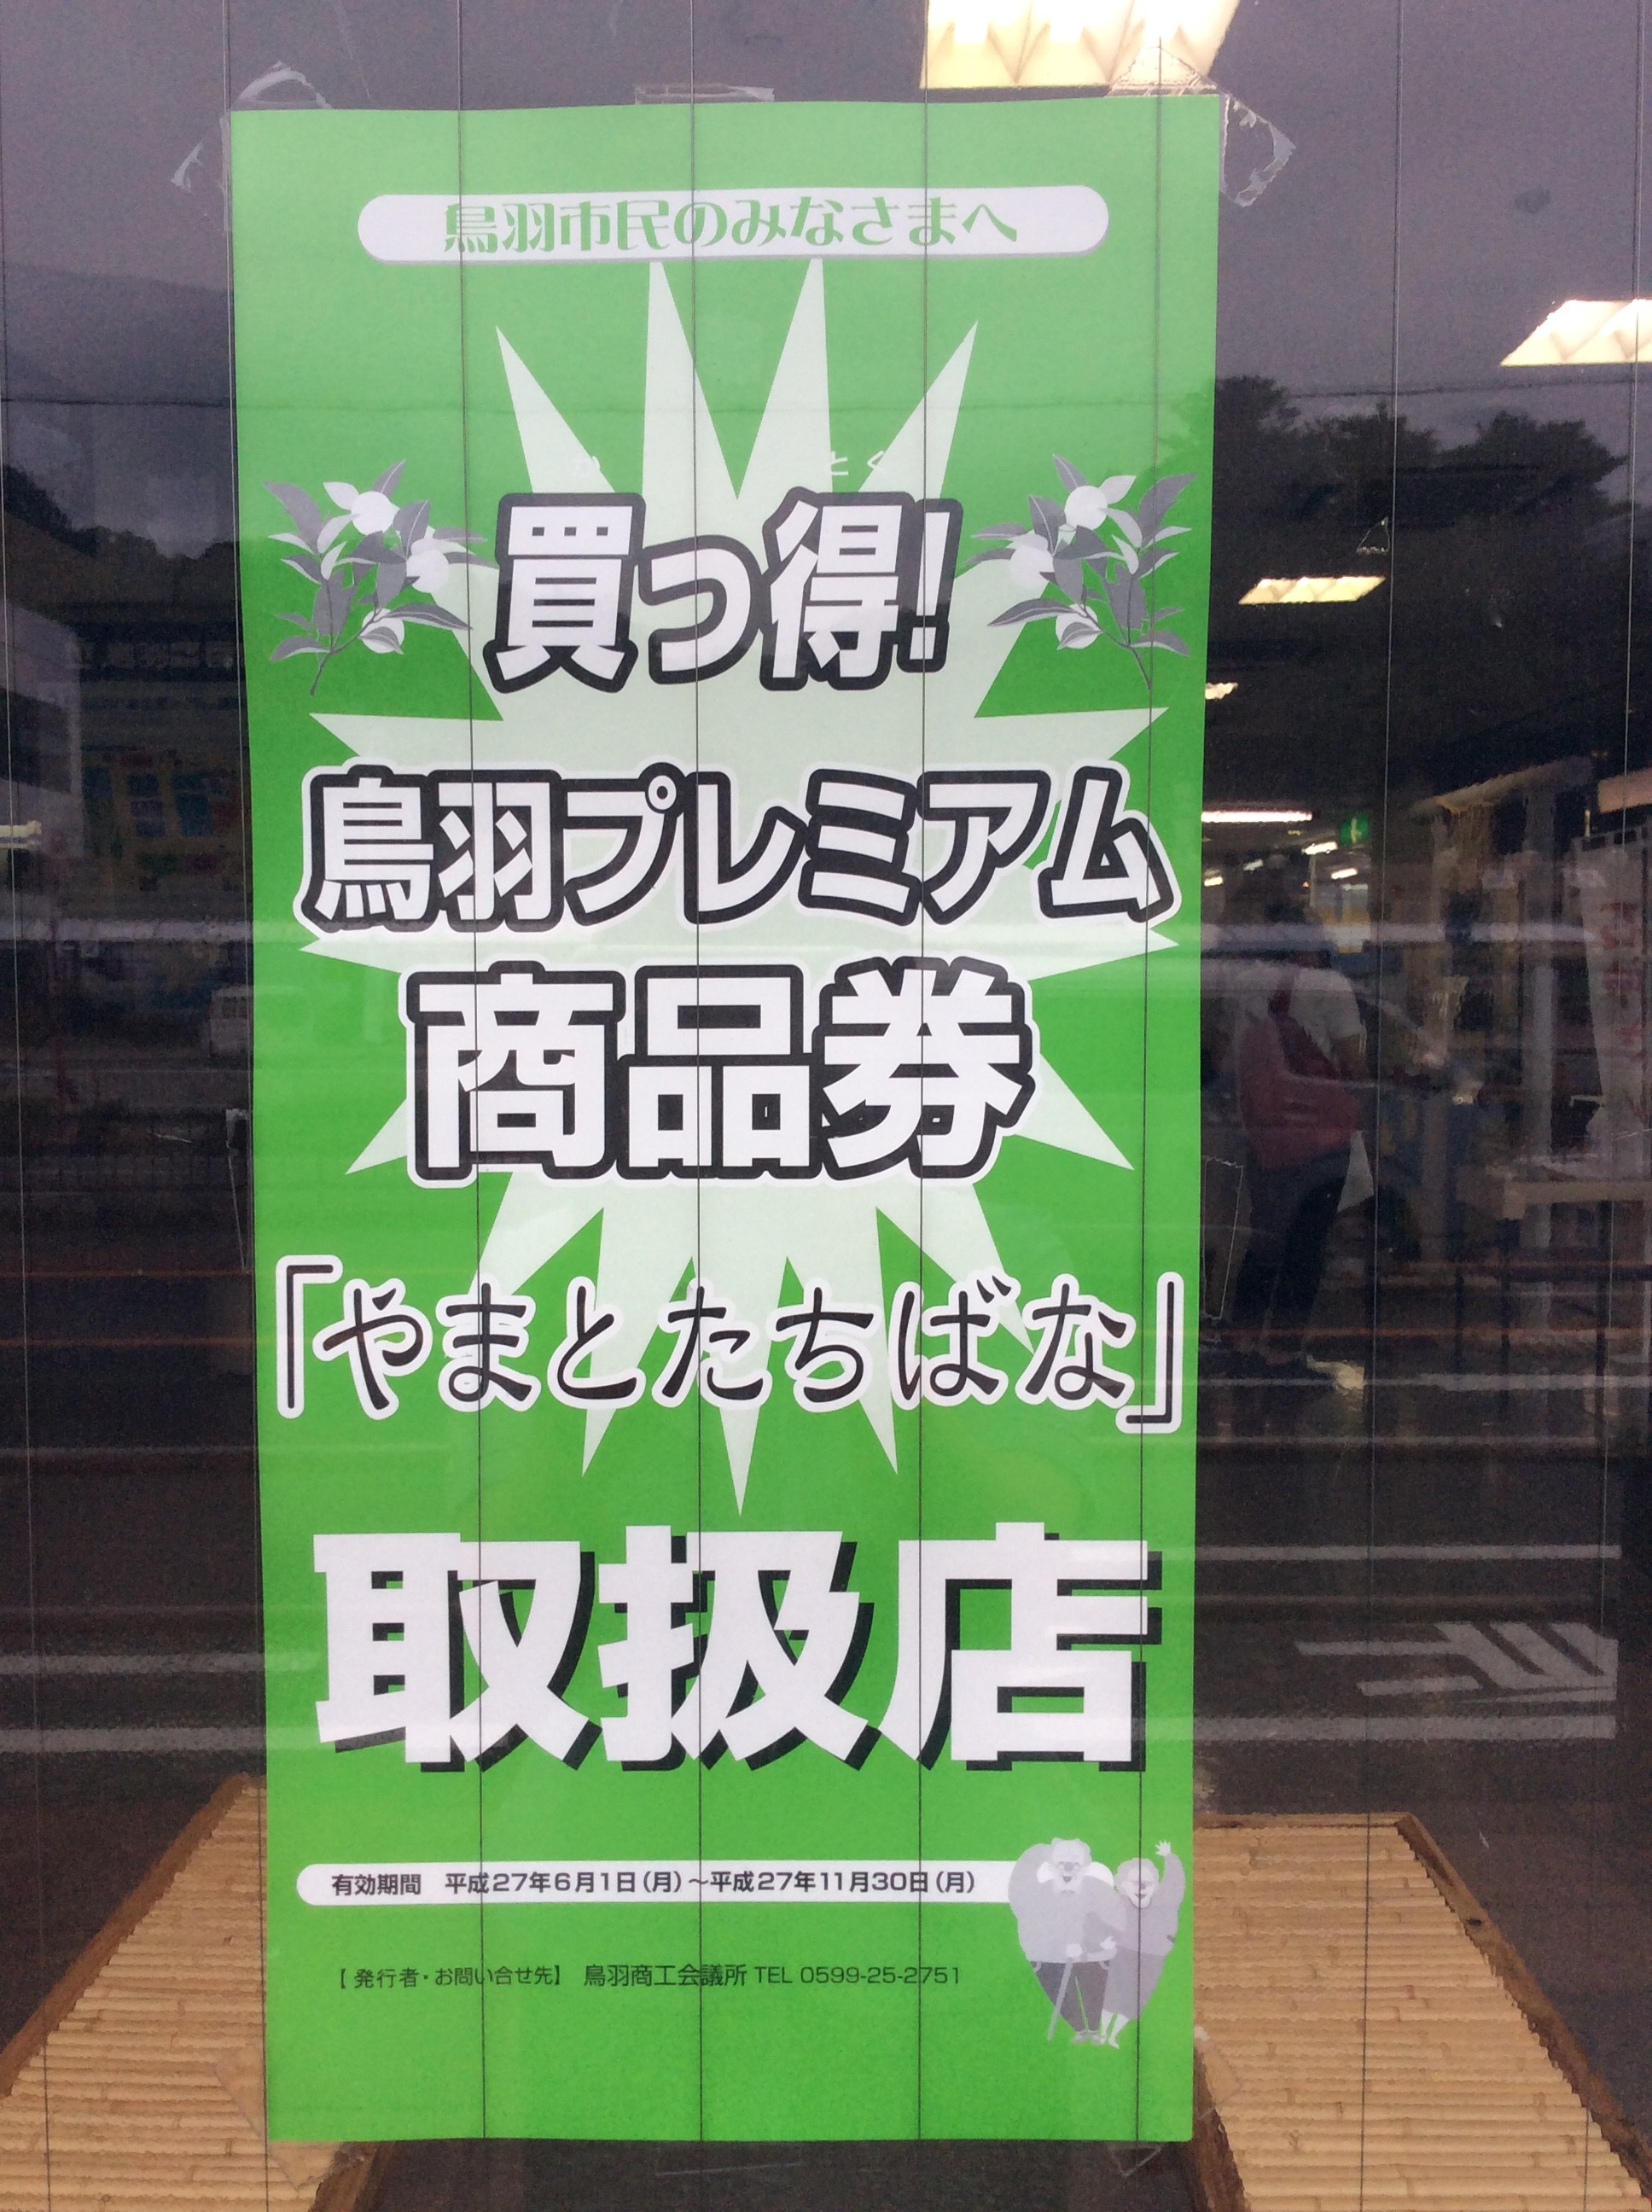 鳥羽市民のみなさまへ
買っ得!
鳥羽プレミアム
商品券
「やまとたちばな」
取扱店
有効期間 平成27年6月1日(月)~平成27年11月30日(月)
【発行者・お問い合せ先】 鳥羽商工会議所 TEL 0599-25-2751